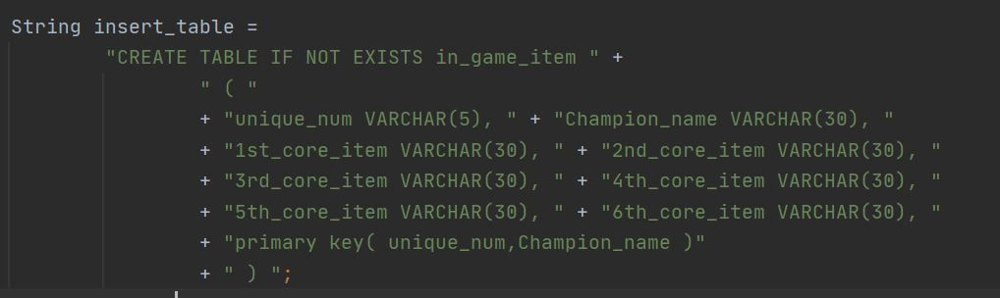 String insert_table =
"CREATE TABLE IF NOT EXISTS in_game_item " +
" ( "
+ "unique_num VARCHAR(5), " + "Champion_name VARCHAR(30), "
+ "1st_core_item VARCHAR(30), " + "2nd_core_item VARCHAR(30), "
+ "3rd_core_item VARCHAR(30), " + "4th_core_item VARCHAR(30), "
+ "5th_core_item VARCHAR(30), " + "6th_core_item VARCHAR(30), "
+ "primary key( unique_num,Champion_name )"
+ " ) ";